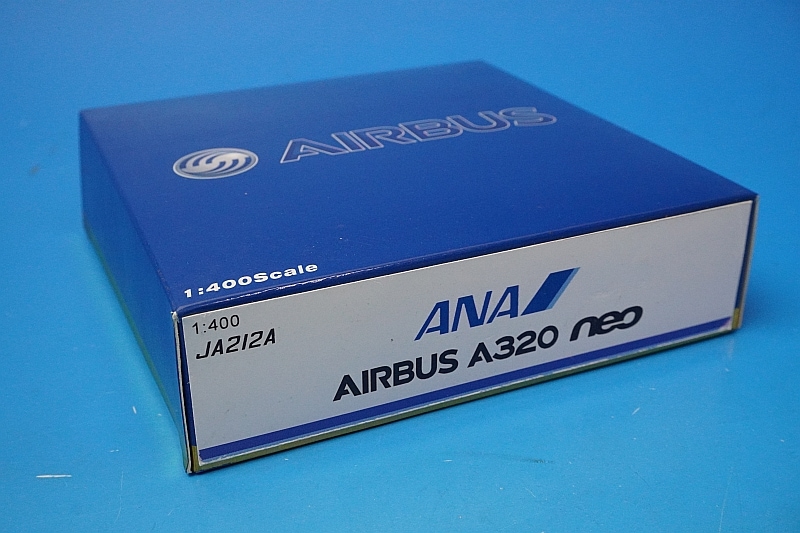 AIRBUS
1:400Scale
1:400
JA212A
ANA
AIRBUS A320 neo